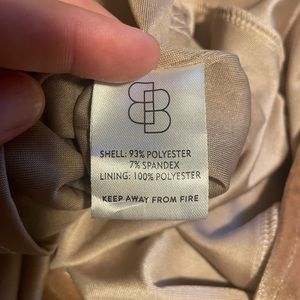 SHELL: 93% POLYESTER
7% SPANDEX
LINING: 100% POLYESTER
KEEP AWAY FROM FIRE